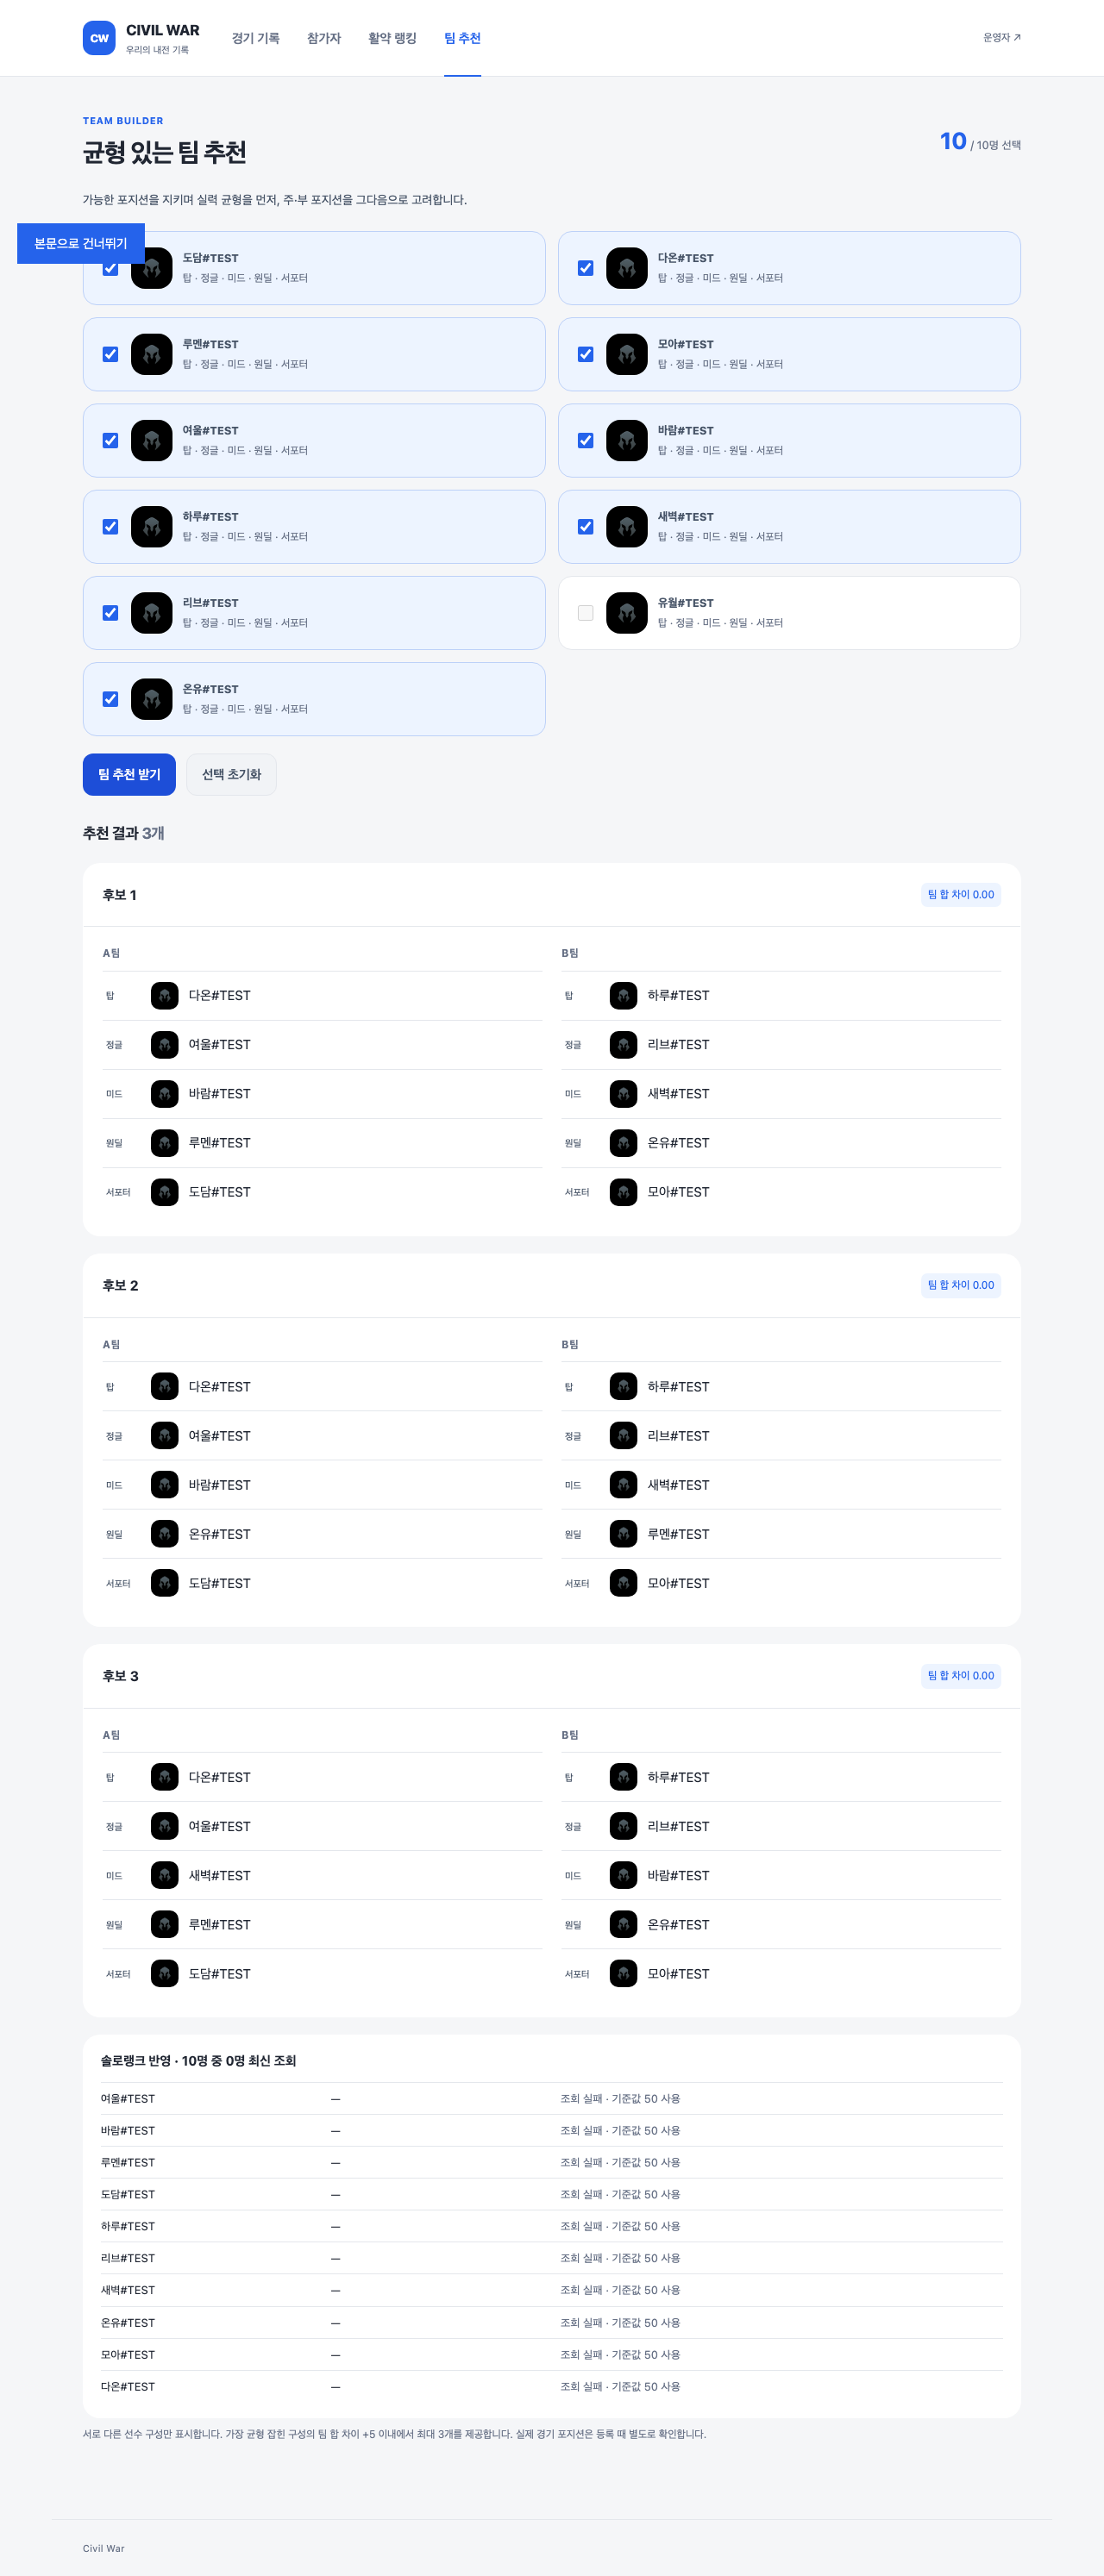 CW
CIVIL WAR
우리의 내전 기록
경기 기록 참가자 활약 랭킹 팀 추천
운영자 ↗
TEAM BUILDER
균형 있는 팀 추천
10 / 10명 선택
가능한 포지션을 지키며 실력 균형을 먼저, 주·부 포지션을 그다음으로 고려합니다.
본문으로 건너뛰기
도담#TEST
탑 · 정글 · 미드 · 원딜 · 서포터
다온#TEST
탑 · 정글 · 미드 · 원딜 · 서포터
루멘#TEST
탑 · 정글 · 미드 · 원딜 · 서포터
모아#TEST
탑 · 정글 · 미드 · 원딜 · 서포터
여울#TEST
탑 · 정글 · 미드 · 원딜 · 서포터
바람#TEST
탑 · 정글 · 미드 · 원딜 · 서포터
하루#TEST
탑 · 정글 · 미드 · 원딜 · 서포터
새벽#TEST
탑 · 정글 · 미드 · 원딜 · 서포터
리브#TEST
탑 · 정글 · 미드 · 원딜 · 서포터
유월#TEST
탑 · 정글 · 미드 · 원딜 · 서포터
온유#TEST
탑 · 정글 · 미드 · 원딜 · 서포터
팀 추천 받기 선택 초기화
추천 결과 3개
후보 1
팀 합 차이 0.00
A팀
탑 다온#TEST
정글 여울#TEST
미드 바람#TEST
원딜 루멘#TEST
서포터 도담#TEST
B팀
탑 하루#TEST
정글 리브#TEST
미드 새벽#TEST
원딜 온유#TEST
서포터 모아#TEST
후보 2
팀 합 차이 0.00
A팀
탑 다온#TEST
정글 여울#TEST
미드 바람#TEST
원딜 온유#TEST
서포터 도담#TEST
B팀
탑 하루#TEST
정글 리브#TEST
미드 새벽#TEST
원딜 루멘#TEST
서포터 모아#TEST
후보 3
팀 합 차이 0.00
A팀
탑 다온#TEST
정글 여울#TEST
미드 새벽#TEST
원딜 루멘#TEST
서포터 도담#TEST
B팀
탑 하루#TEST
정글 리브#TEST
미드 바람#TEST
원딜 온유#TEST
서포터 모아#TEST
솔로랭크 반영 · 10명 중 0명 최신 조회
여울#TEST — 조회 실패 · 기준값 50 사용
바람#TEST — 조회 실패 · 기준값 50 사용
루멘#TEST — 조회 실패 · 기준값 50 사용
도담#TEST — 조회 실패 · 기준값 50 사용
하루#TEST — 조회 실패 · 기준값 50 사용
리브#TEST — 조회 실패 · 기준값 50 사용
새벽#TEST — 조회 실패 · 기준값 50 사용
온유#TEST — 조회 실패 · 기준값 50 사용
모아#TEST — 조회 실패 · 기준값 50 사용
다온#TEST — 조회 실패 · 기준값 50 사용
서로 다른 선수 구성만 표시합니다. 가장 균형 잡힌 구성의 팀 합 차이 +5 이내에서 최대 3개를 제공합니다. 실제 경기 포지션은 등록 때 별도로 확인합니다.
Civil War